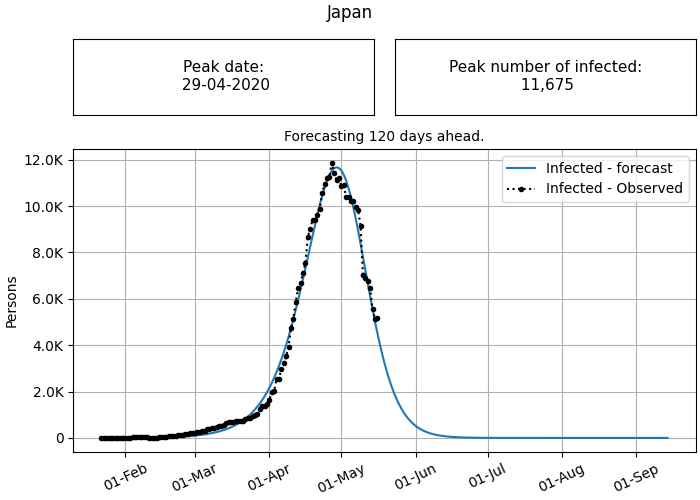 Japan
Peak date:
29-04-2020
Peak number of infected:
11,675
Forecasting 120 days ahead.
12.0K
10.0K
8.0K
6.0K
4.0K
2.0K
0
Persons
Infected - forecast
Infected - Observed
01-Feb
01-Mar
01-Apr
01-May
01-Jun
01-Jul
01-Aug
01-Sep